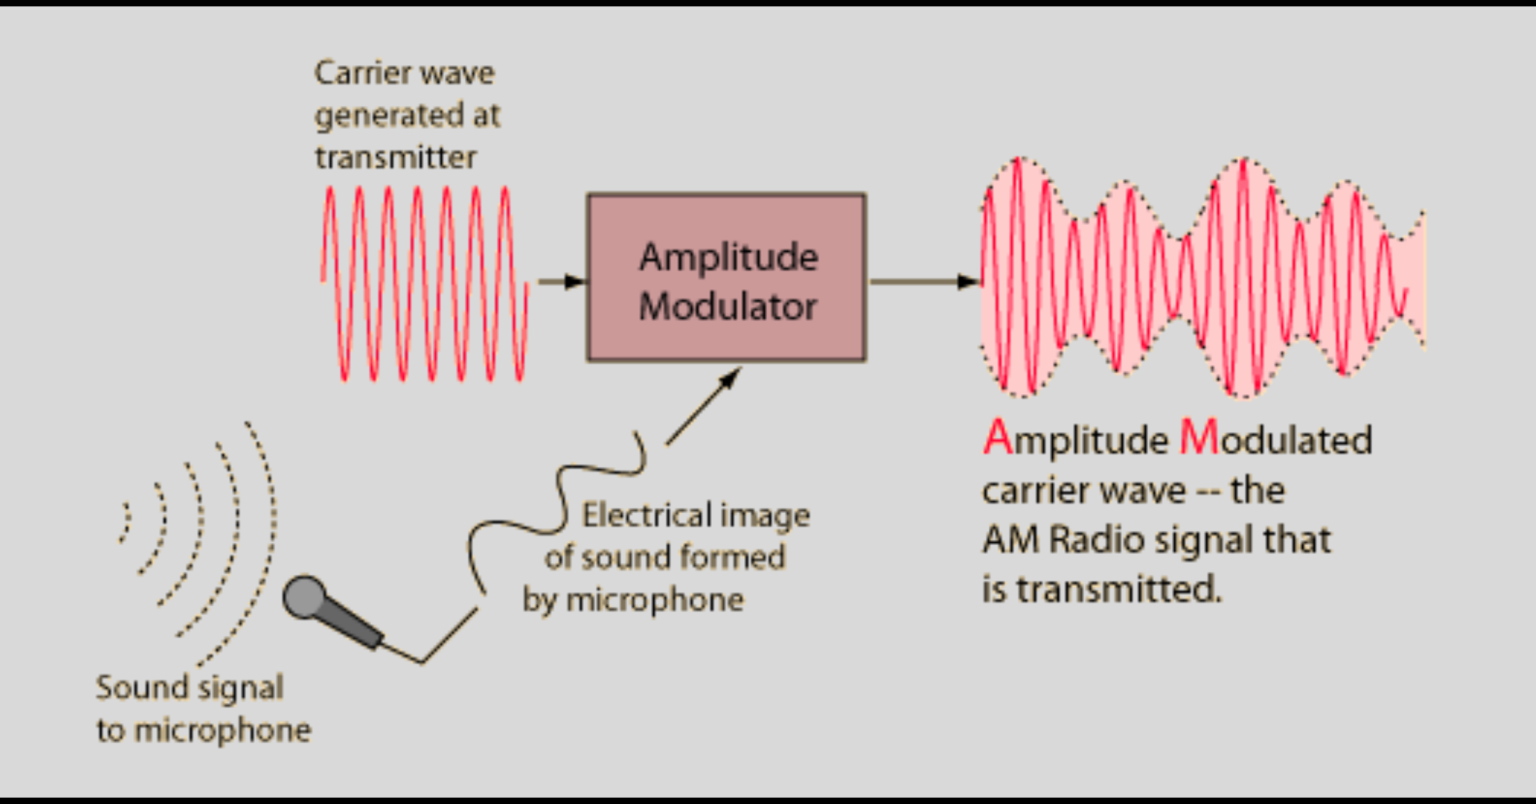 Carrier wave
generated at
transmitter
Amplitude
Modulator
Electrical image
of sound formed
by microphone
Sound signal
to microphone
Amplitude Modulated
carrier wave -- the
AM Radio signal that
is transmitted.